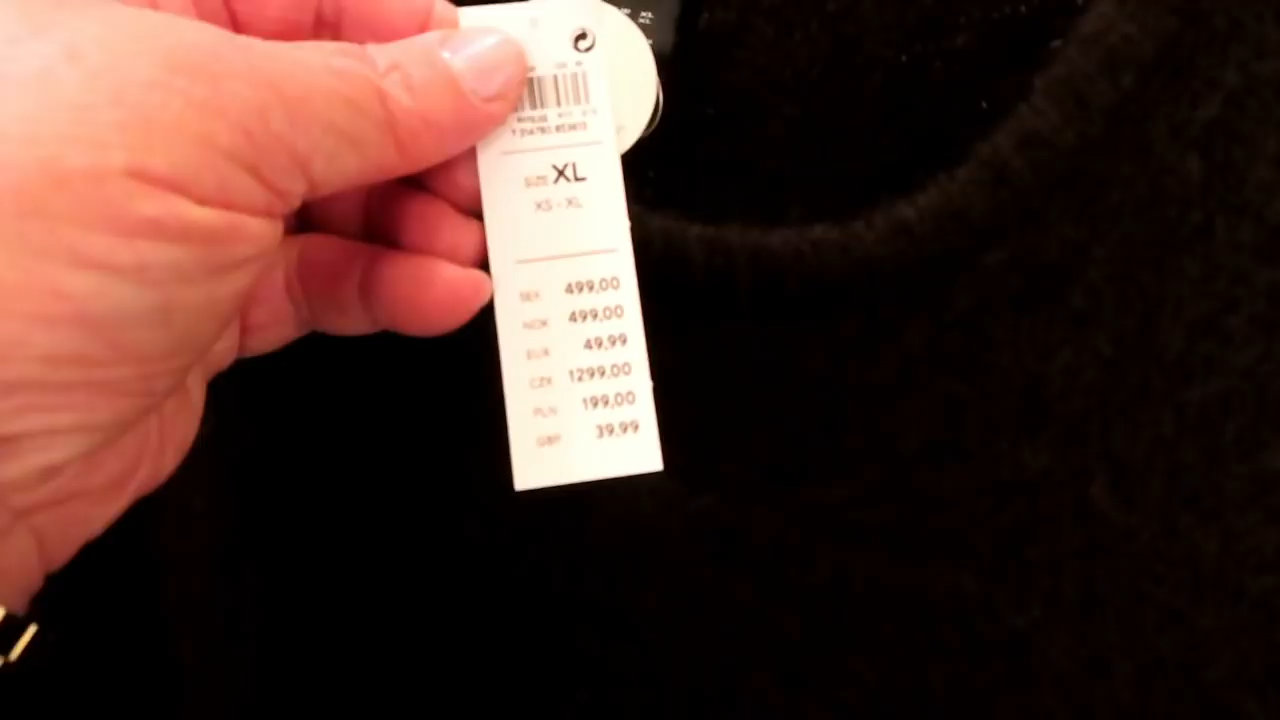 SIZE XL
XS - XL
SEK 499,00
NOK 499,00
EUR 49,99
CZK 1299,00
PLN 199,00
GBP 39,99